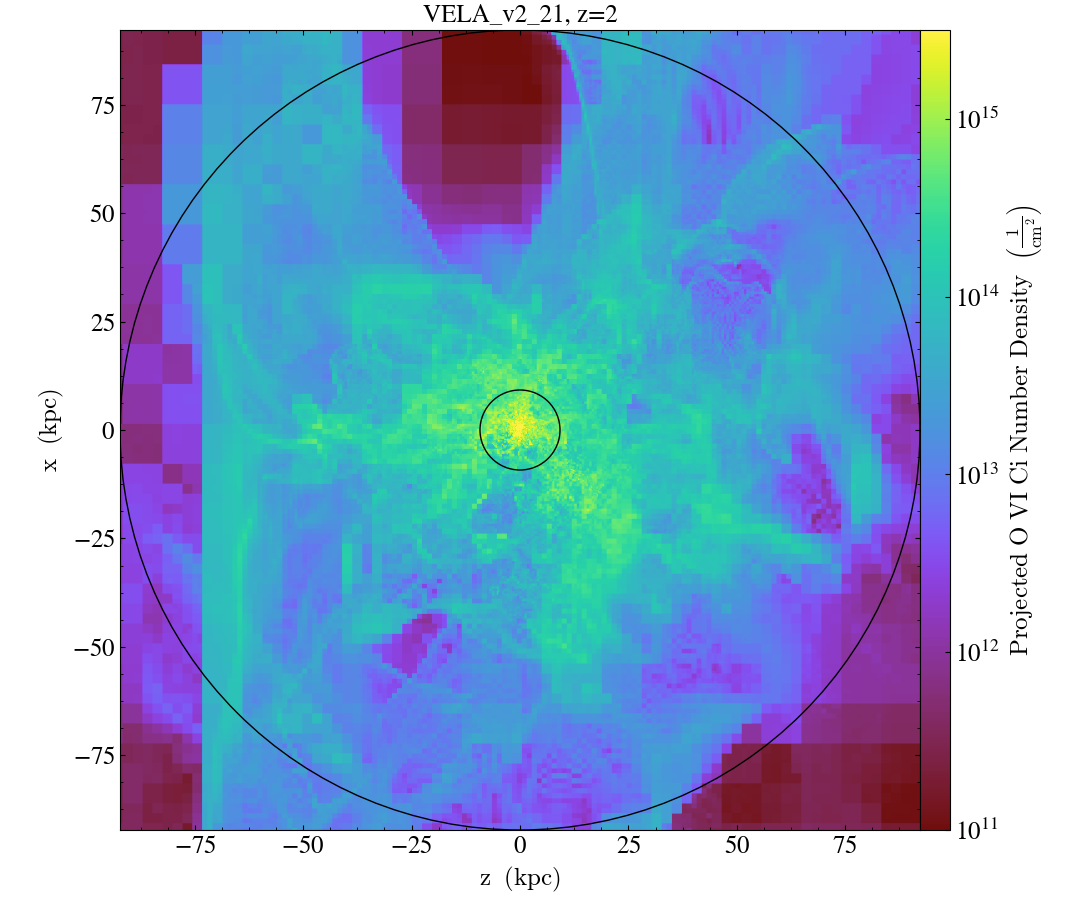 VELA_v2_21, z=2
75
50
25
0
−25
−50
−75
x (kpc)
−75 −50 −25 0 25 50 75
z (kpc)
10^15
10^14
10^13
10^12
10^11
Projected O VI Ci Number Density (1/cm^2)